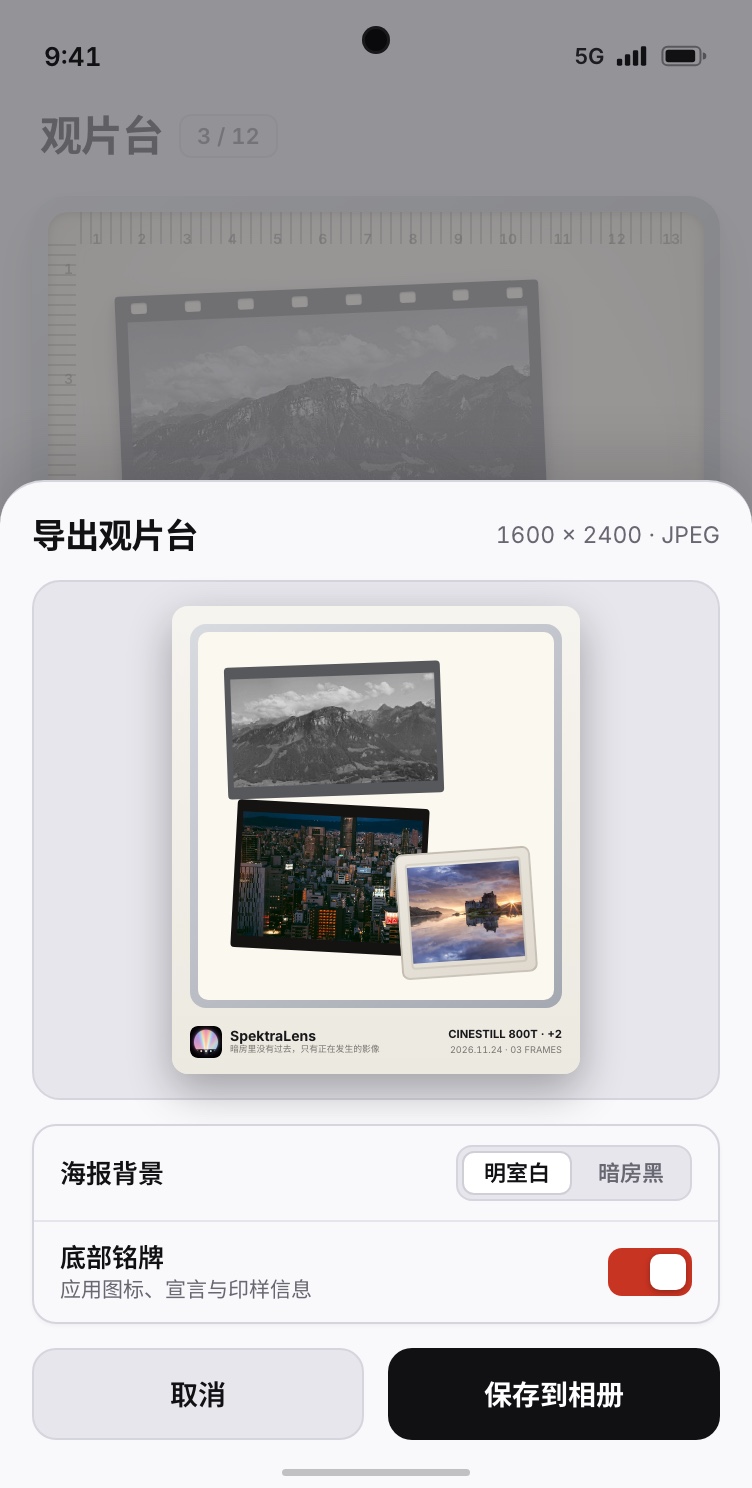 9:41
5G
观片台
3 / 12
1 2 3 4 5 6 7 8 9 10 11 12 13
1
3
导出观片台
1600 × 2400 · JPEG
SpektraLens
暗房里没有过去，只有正在发生的影像
CINESTILL 800T · +2
2026.11.24 · 03 FRAMES
海报背景
明室白
暗房黑
底部铭牌
应用图标、宣言与印样信息
取消
保存到相册